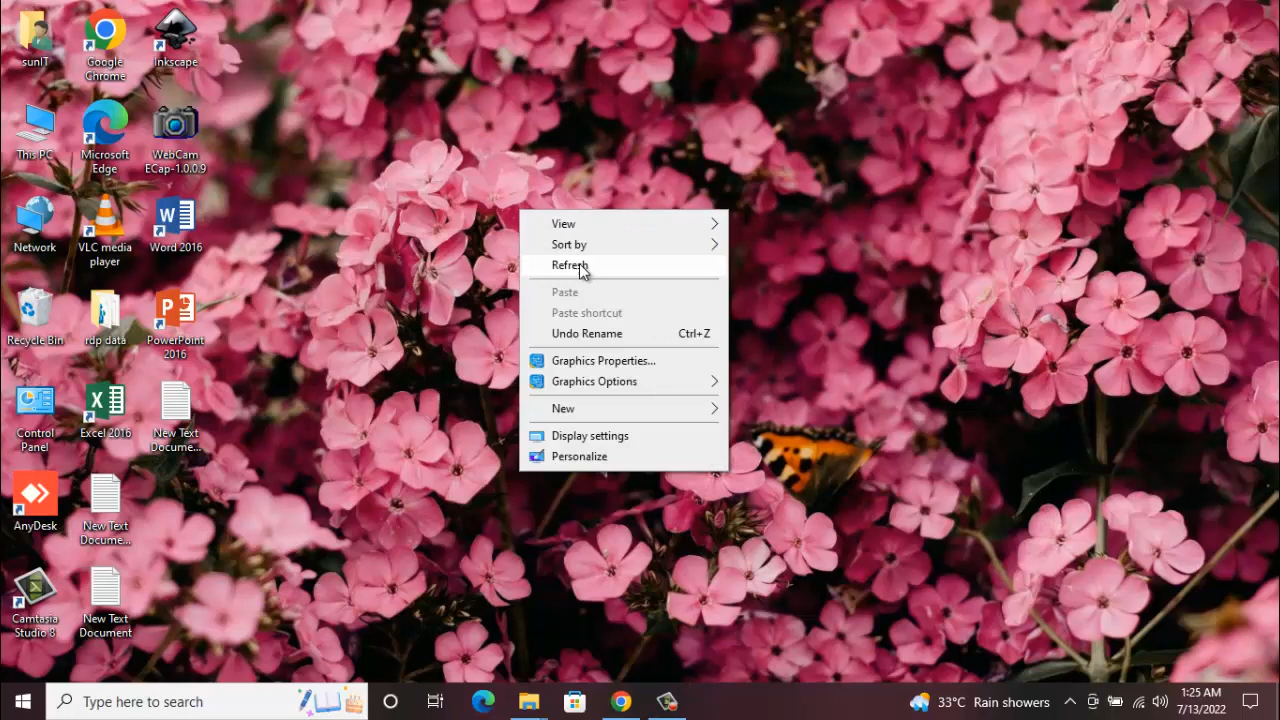 sunIT
Google
Chrome
Inkscape
This PC
Microsoft
Edge
WebCam
ECap-1.0.0.9
Network
VLC media
player
Word 2016
Recycle Bin
rdp data
PowerPoint
2016
Control
Panel
Excel 2016
New Text
Docume...
AnyDesk
New Text
Docume...
Camtasia
Studio 8
New Text
Document
View
Sort by
Refresh
Paste
Paste shortcut
Undo Rename Ctrl+Z
Graphics Properties...
Graphics Options
New
Display settings
Personalize
Type here to search
33°C Rain showers
1:25 AM
7/13/2022